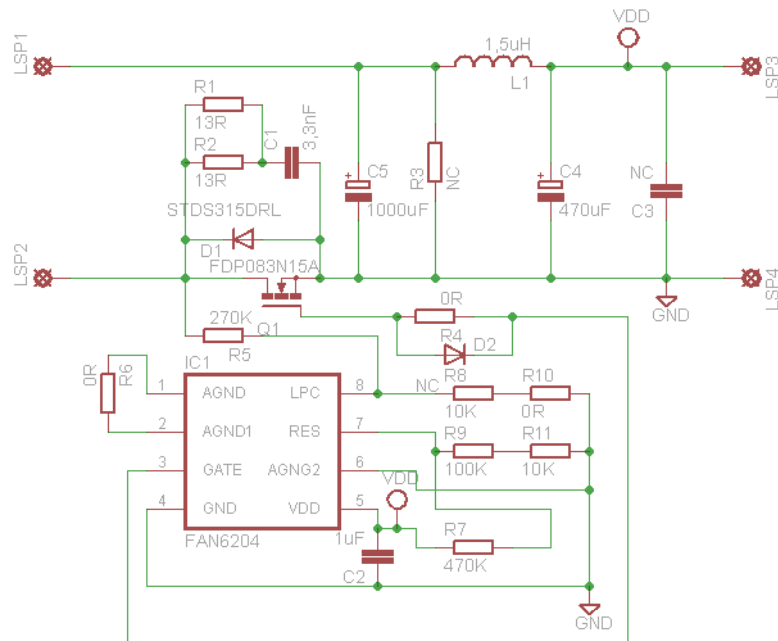 VDD
LSP1
1,5uH
L1
LSP3
R1
13R
R2
13R
C1
3,3nF
R3
NC
C5
1000uF
C4
470uF
NC
C3
STDS315DRL
D1
LSP2
FDP083N15A
LSP4
GND
270K
Q1
R5
0R
R4
D2
0R
R6
IC1
1
AGND
LPC
8
NC
R8
10K
R10
0R
2
AGND1
RES
7
R9
100K
R11
10K
3
GATE
AGNG2
6
VDD
4
GND
VDD
5
FAN6204
1uF
C2
R7
470K
GND